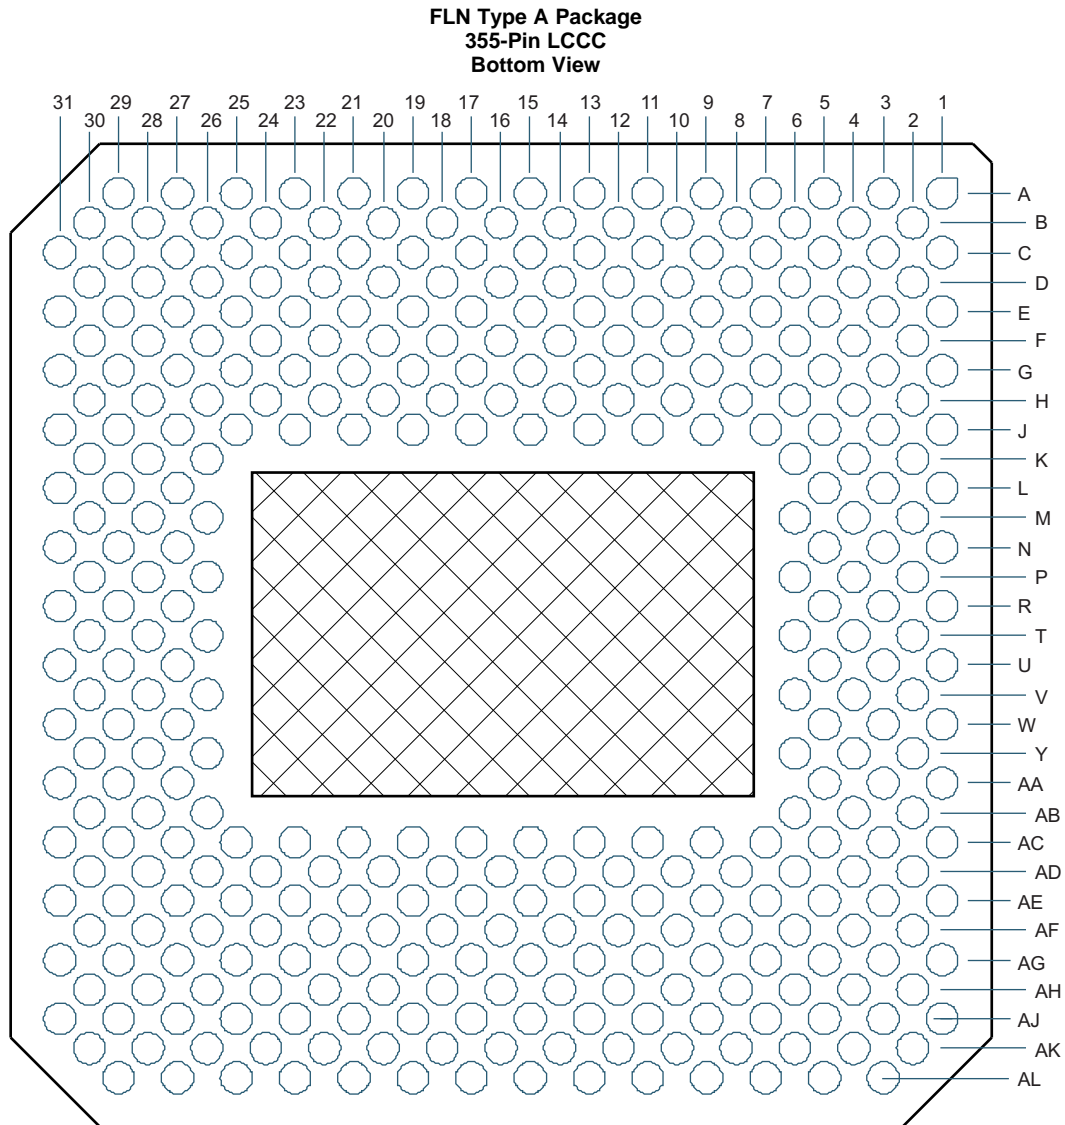 FLN Type A Package
355-Pin LCCC
Bottom View
31 29 27 25 23 21 19 17 15 13 11 9 7 5 3 1
30 28 26 24 22 20 18 16 14 12 10 8 6 4 2
A
B
C
D
E
F
G
H
J
K
L
M
N
P
R
T
U
V
W
Y
AA
AB
AC
AD
AE
AF
AG
AH
AJ
AK
AL